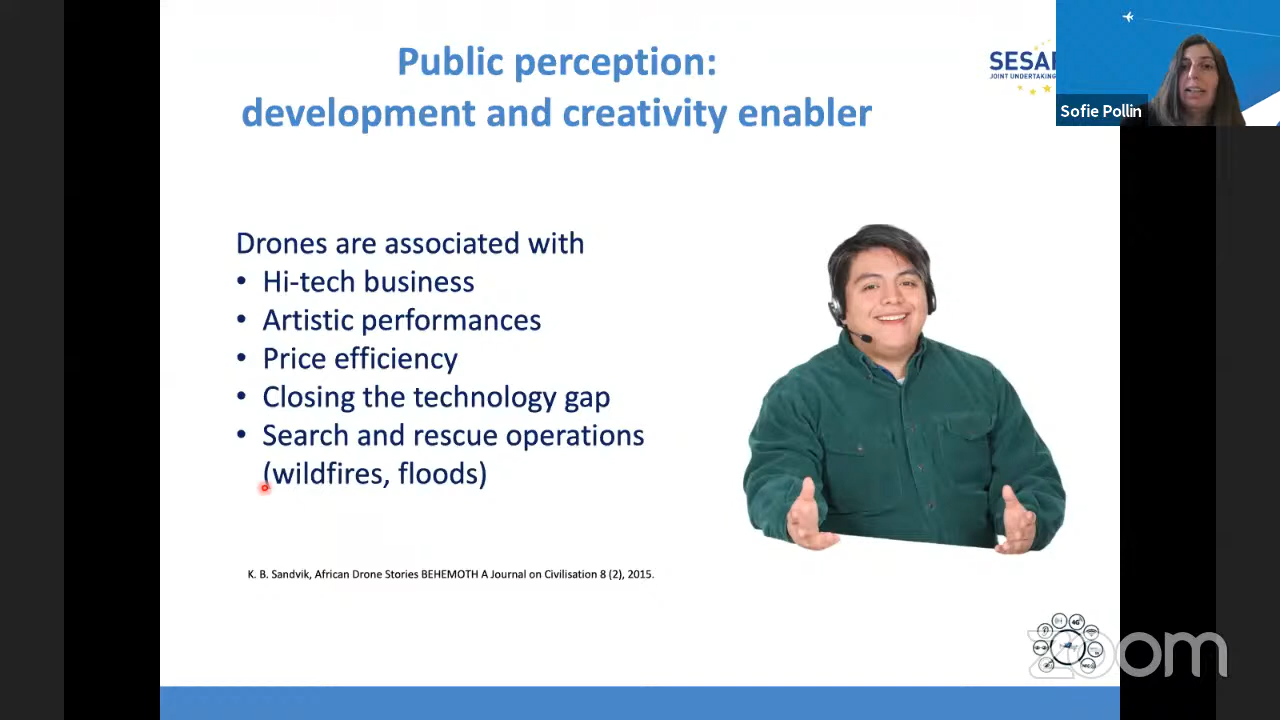 Public perception:
development and creativity enabler
SESAR
JOINT UNDERTAKING
Sofie Pollin
Drones are associated with
• Hi-tech business
• Artistic performances
• Price efficiency
• Closing the technology gap
• Search and rescue operations
(wildfires, floods)
K. B. Sandvik, African Drone Stories BEHEMOTH A Journal on Civilisation 8 (2), 2015.
4G
zoom